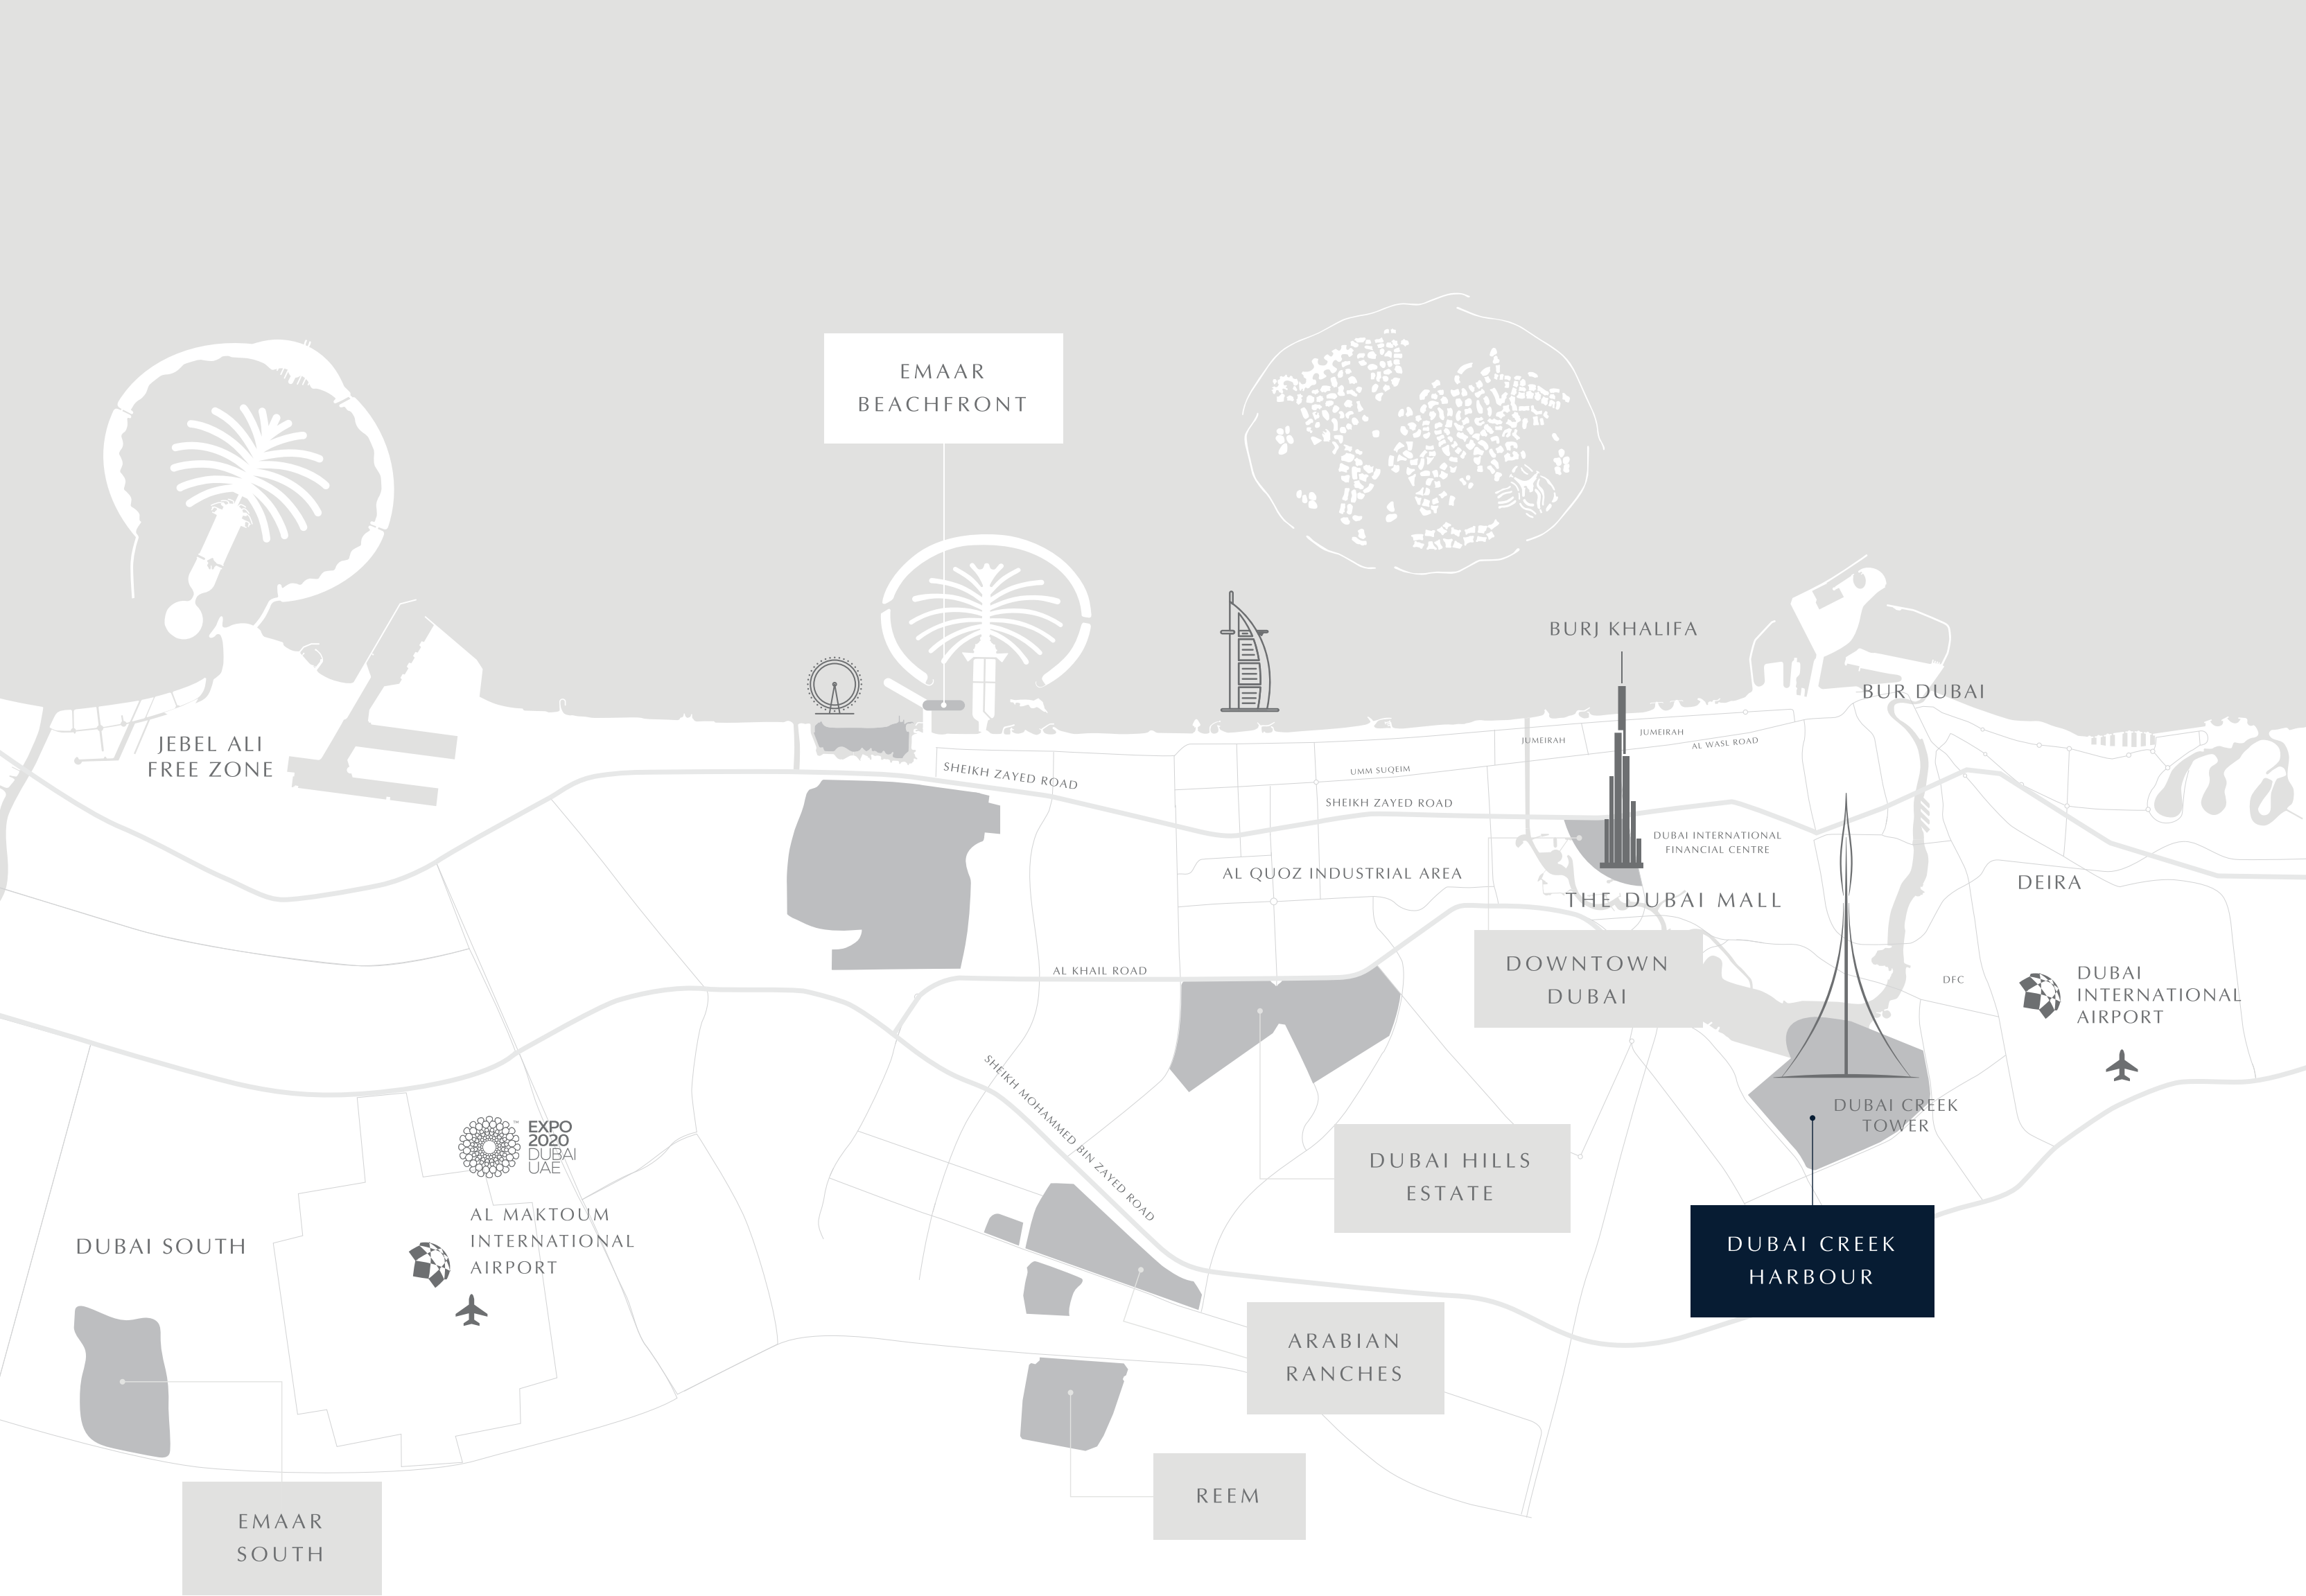 EMAAR
BEACHFRONT
BURJ KHALIFA
BUR DUBAI
JEBEL ALI
FREE ZONE
SHEIKH ZAYED ROAD
JUMEIRAH
JUMEIRAH
AL WASL ROAD
UMM SUQEIM
SHEIKH ZAYED ROAD
DUBAI INTERNATIONAL
FINANCIAL CENTRE
AL QUOZ INDUSTRIAL AREA
THE DUBAI MALL
DEIRA
DOWNTOWN
DUBAI
AL KHAIL ROAD
DFC
DUBAI
INTERNATIONAL
AIRPORT
SHEIKH MOHAMMED BIN ZAYED ROAD
DUBAI CREEK
TOWER
EXPO
2020
DUBAI
UAE
DUBAI HILLS
ESTATE
AL MAKTOUM
INTERNATIONAL
AIRPORT
DUBAI SOUTH
DUBAI CREEK
HARBOUR
ARABIAN
RANCHES
REEM
EMAAR
SOUTH